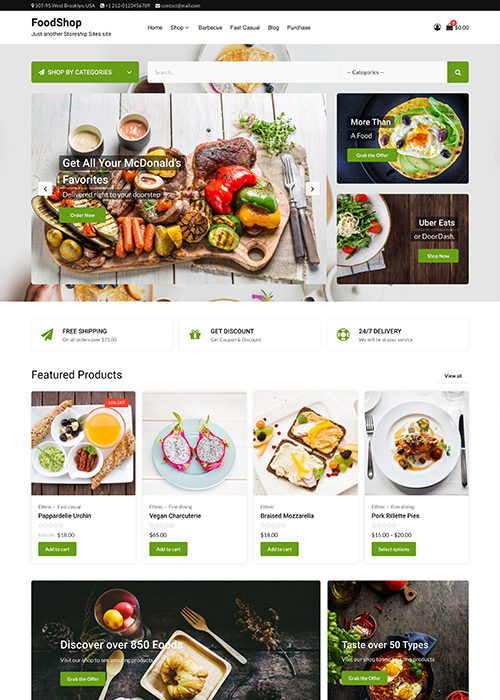 107-95 West Brooklyn, USA +1 212-0123456789 contact@mail.com
FoodShop
Just another Storeship Sites site
Home Shop Barbecue Fast Casual Blog Purchase
0 $0.00
SHOP BY CATEGORIES
Search...
-- Categories --
Get All Your McDonald's
Favorites
Delivered right to your doorstep
Order Now
More Than
A Food
Grab the Offer
Uber Eats
or DoorDash.
Shop Now
FREE SHIPPING
On all orders over $75.00
GET DISCOUNT
Get Coupon & Discount
24/7 DELIVERY
We will be at your service
Featured Products
View all
Ethnic - Fast casual
Pappardelle Urchin
$18.00
Add to cart
Ethnic - Fine dining
Vegan Charcuterie
$65.00
Add to cart
Ethnic - Fine dining
Braised Mozzarella
$18.00
Add to cart
Ethnic - Fine dining
Pork Rillette Pies
$15.00 – $20.00
Select options
Discover over 850 Foods
Visit our shop to see amazing products
Grab the Offer
Taste over 50 Types
Visit our shop to see amazing products
Grab the Offer